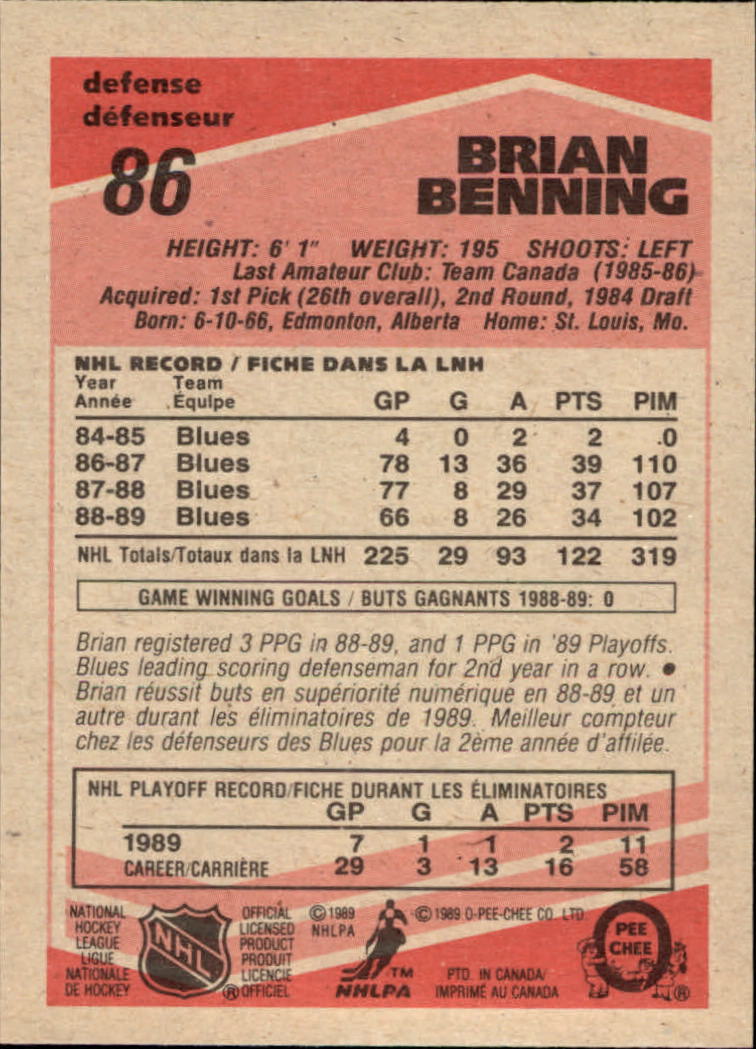 defense
défenseur
86
BRIAN
BENNING
HEIGHT: 6' 1" WEIGHT: 195 SHOOTS: LEFT
Last Amateur Club: Team Canada (1985-86)
Acquired: 1st Pick (26th overall), 2nd Round, 1984 Draft
Born: 6-10-66, Edmonton, Alberta Home: St. Louis, Mo.
NHL RECORD / FICHE DANS LA LNH
Year Team
Année Équipe GP G A PTS PIM
84-85 Blues 4 0 2 2 0
86-87 Blues 78 13 36 39 110
87-88 Blues 77 8 29 37 107
88-89 Blues 66 8 26 34 102
NHL Totals/Totaux dans la LNH 225 29 93 122 319
GAME WINNING GOALS / BUTS GAGNANTS 1988-89: 0
Brian registered 3 PPG in 88-89, and 1 PPG in '89 Playoffs.
Blues leading scoring defenseman for 2nd year in a row. ●
Brian réussit buts en supériorité numérique en 88-89 et un
autre durant les éliminatoires de 1989. Meilleur compteur
chez les défenseurs des Blues pour la 2ème année d'affilée.
NHL PLAYOFF RECORD/FICHE DURANT LES ÉLIMINATOIRES
GP G A PTS PIM
1989 7 1 1 2 11
CAREER/CARRIÈRE 29 3 13 16 58
NATIONAL
HOCKEY
LEAGUE
LIGUE
NATIONALE
DE HOCKEY
NHL
OFFICIAL
LICENSED
PRODUCT
PRODUIT
LICENCIE
® OFFICIEL
© 1989
NHLPA
TM
NHLPA
© 1989 O-PEE-CHEE CO. LTD.
PTD. IN CANADA
IMPRIMÉ AU CANADA
PEE
CHEE
®